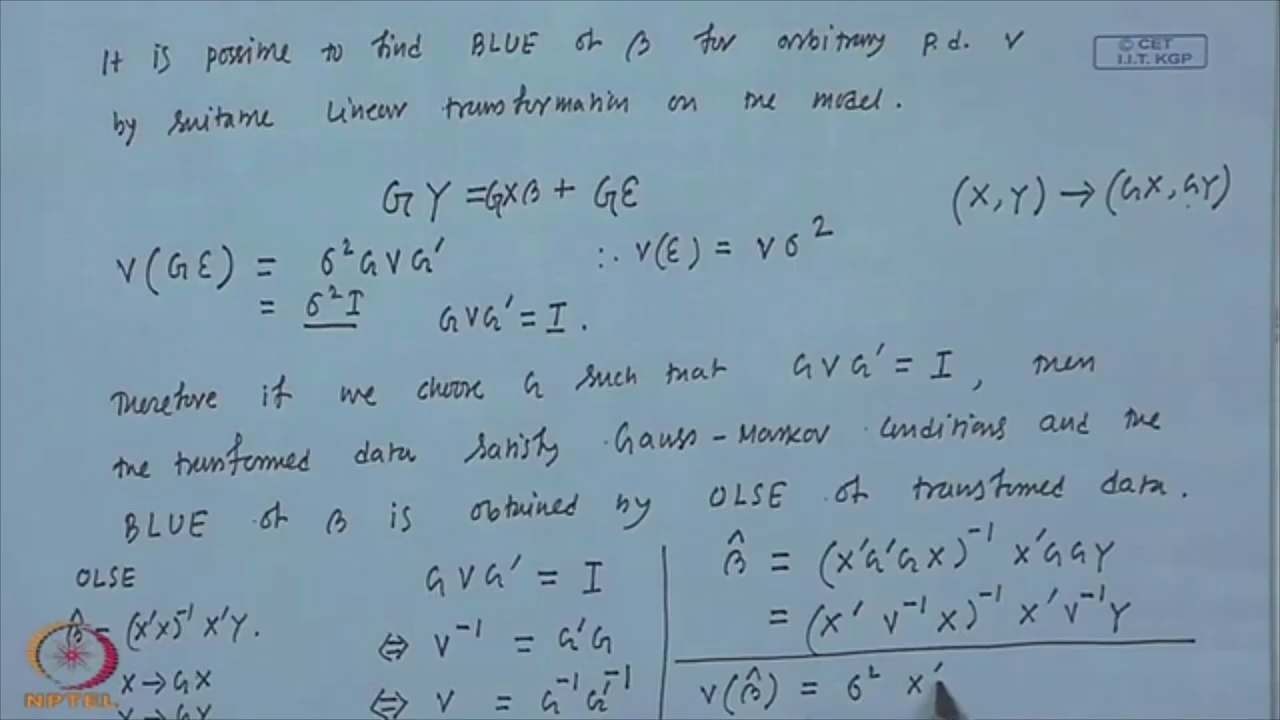 It is possible to find BLUE of β for arbitrary p.d. V
© CET
I.I.T. KGP
by suitable linear transformation on the model.
GY = GXβ + Gε
(X, Y) → (GX, GY)
V(Gε) = σ²GVG'
∴ V(ε) = Vσ²
= σ²I
GVG' = I.
Therefore if we choose G such that GVG' = I, then
the transformed data satisfy Gauss-Markov conditions and the
BLUE of β is obtained by OLSE of transformed data.
OLSE
β̂ = (X'X)⁻¹ X'Y.
X → GX
Y → GY
GVG' = I
⇔ V⁻¹ = G'G
⇔ V = G⁻¹G'⁻¹
β̂ = (X'G'GX)⁻¹ X'GGY
= (X' V⁻¹X)⁻¹ X'V⁻¹Y
V(β̂) = σ² X'
NPTEL